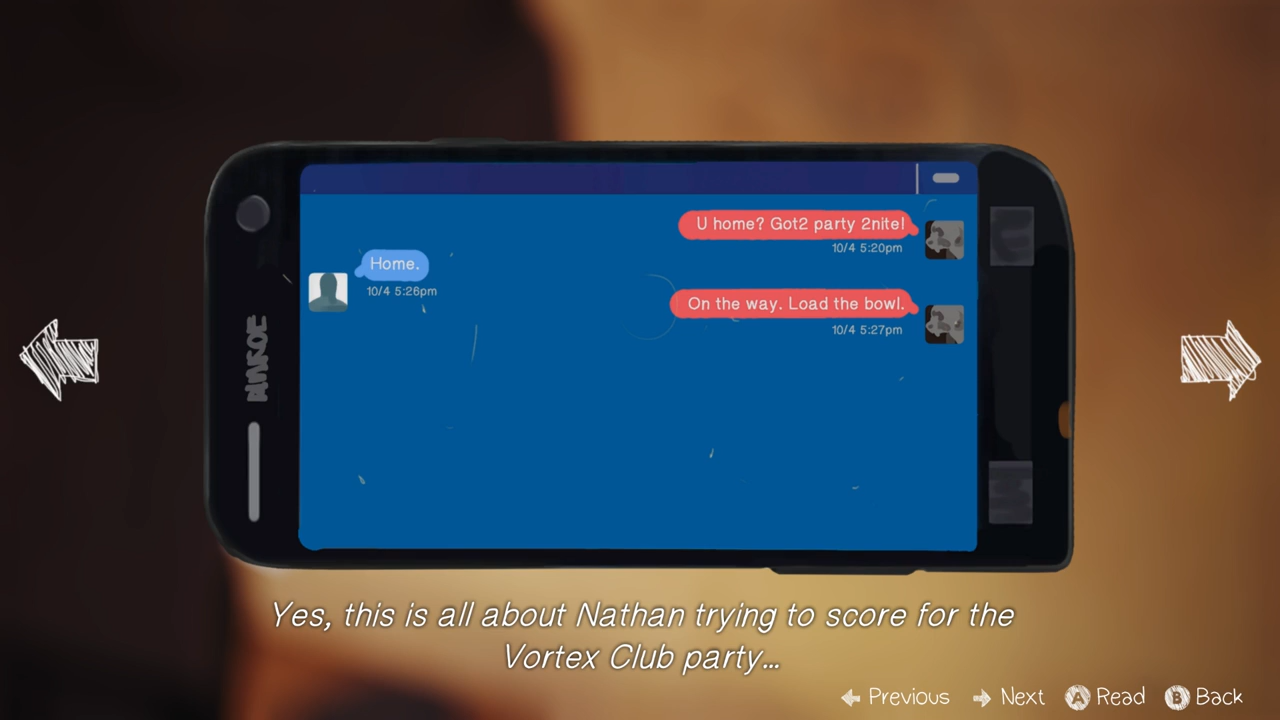 U home? Got2 party 2nite!
10/4 5:20pm
Home.
10/4 5:26pm
On the way. Load the bowl.
10/4 5:27pm
Yes, this is all about Nathan trying to score for the
Vortex Club party...
Previous Next A Read B Back